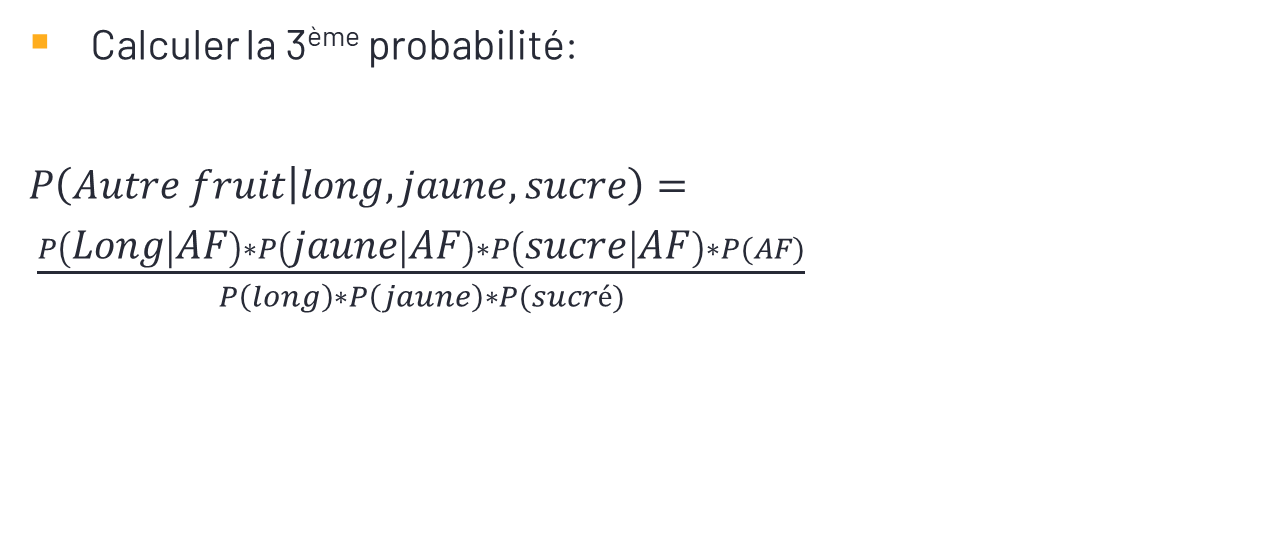 ▪ Calculer la 3ème probabilité:
P(Autre fruit|long, jaune, sucre) =
P(Long|AF)*P(jaune|AF)*P(sucre|AF)*P(AF)
P(long)*P(jaune)*P(sucré)